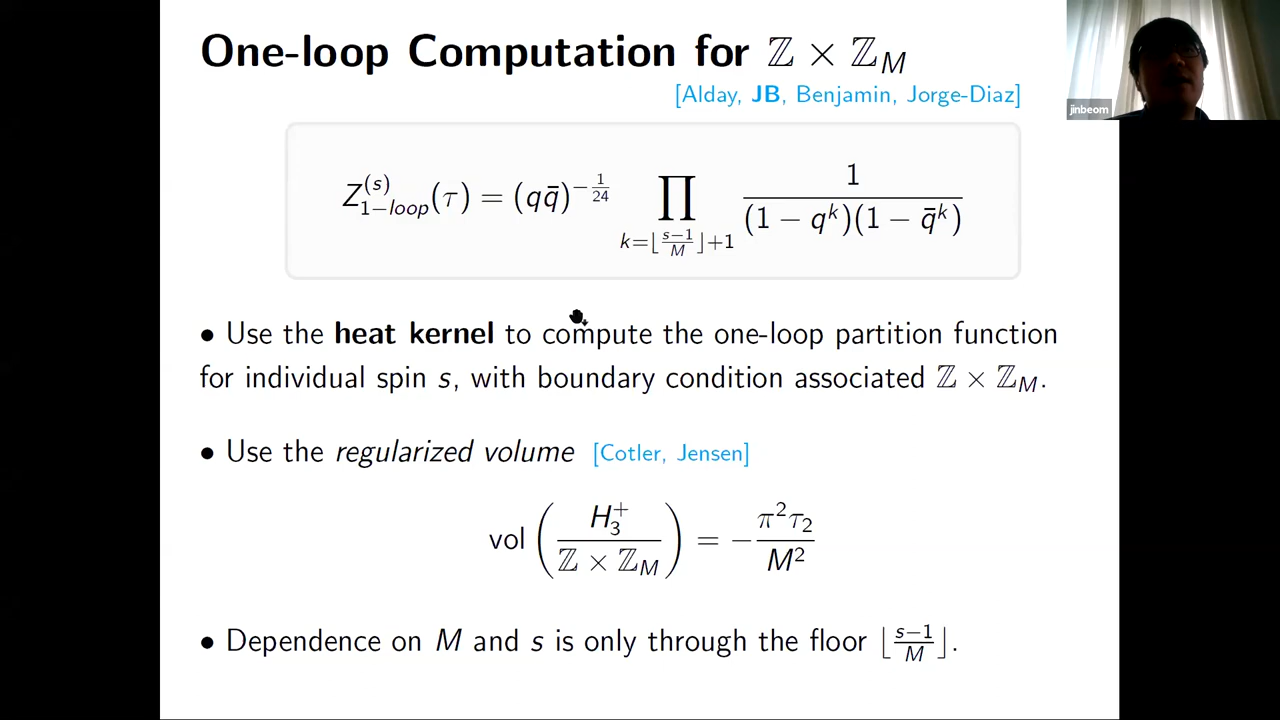 One-loop Computation for ℤ × ℤ_M
[Alday, JB, Benjamin, Jorge-Diaz]
jinbeom
Z^{(s)}_{1-loop}(τ) = (qq̄)^{-1/24} ∏_{k=⌊(s-1)/M⌋+1} 1/((1 − q^k)(1 − q̄^k))
• Use the heat kernel to compute the one-loop partition function
for individual spin s, with boundary condition associated ℤ × ℤ_M.
• Use the regularized volume [Cotler, Jensen]
vol (H_3^+ / (ℤ × ℤ_M)) = − π²τ₂ / M²
• Dependence on M and s is only through the floor ⌊(s-1)/M⌋.